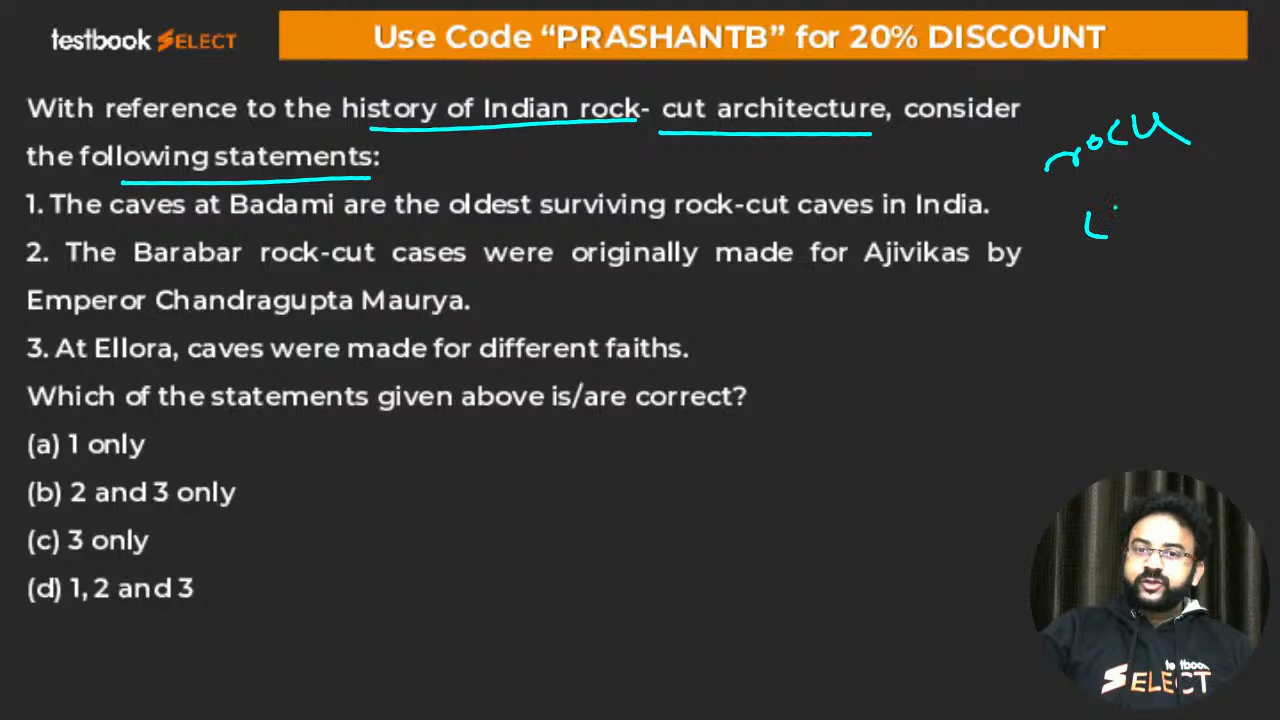 testbook SELECT
Use Code “PRASHANTB” for 20% DISCOUNT
With reference to the history of Indian rock- cut architecture, consider
the following statements:
1. The caves at Badami are the oldest surviving rock-cut caves in India.
2. The Barabar rock-cut cases were originally made for Ajivikas by
Emperor Chandragupta Maurya.
3. At Ellora, caves were made for different faiths.
Which of the statements given above is/are correct?
(a) 1 only
(b) 2 and 3 only
(c) 3 only
(d) 1, 2 and 3
rock
testbook
SELECT